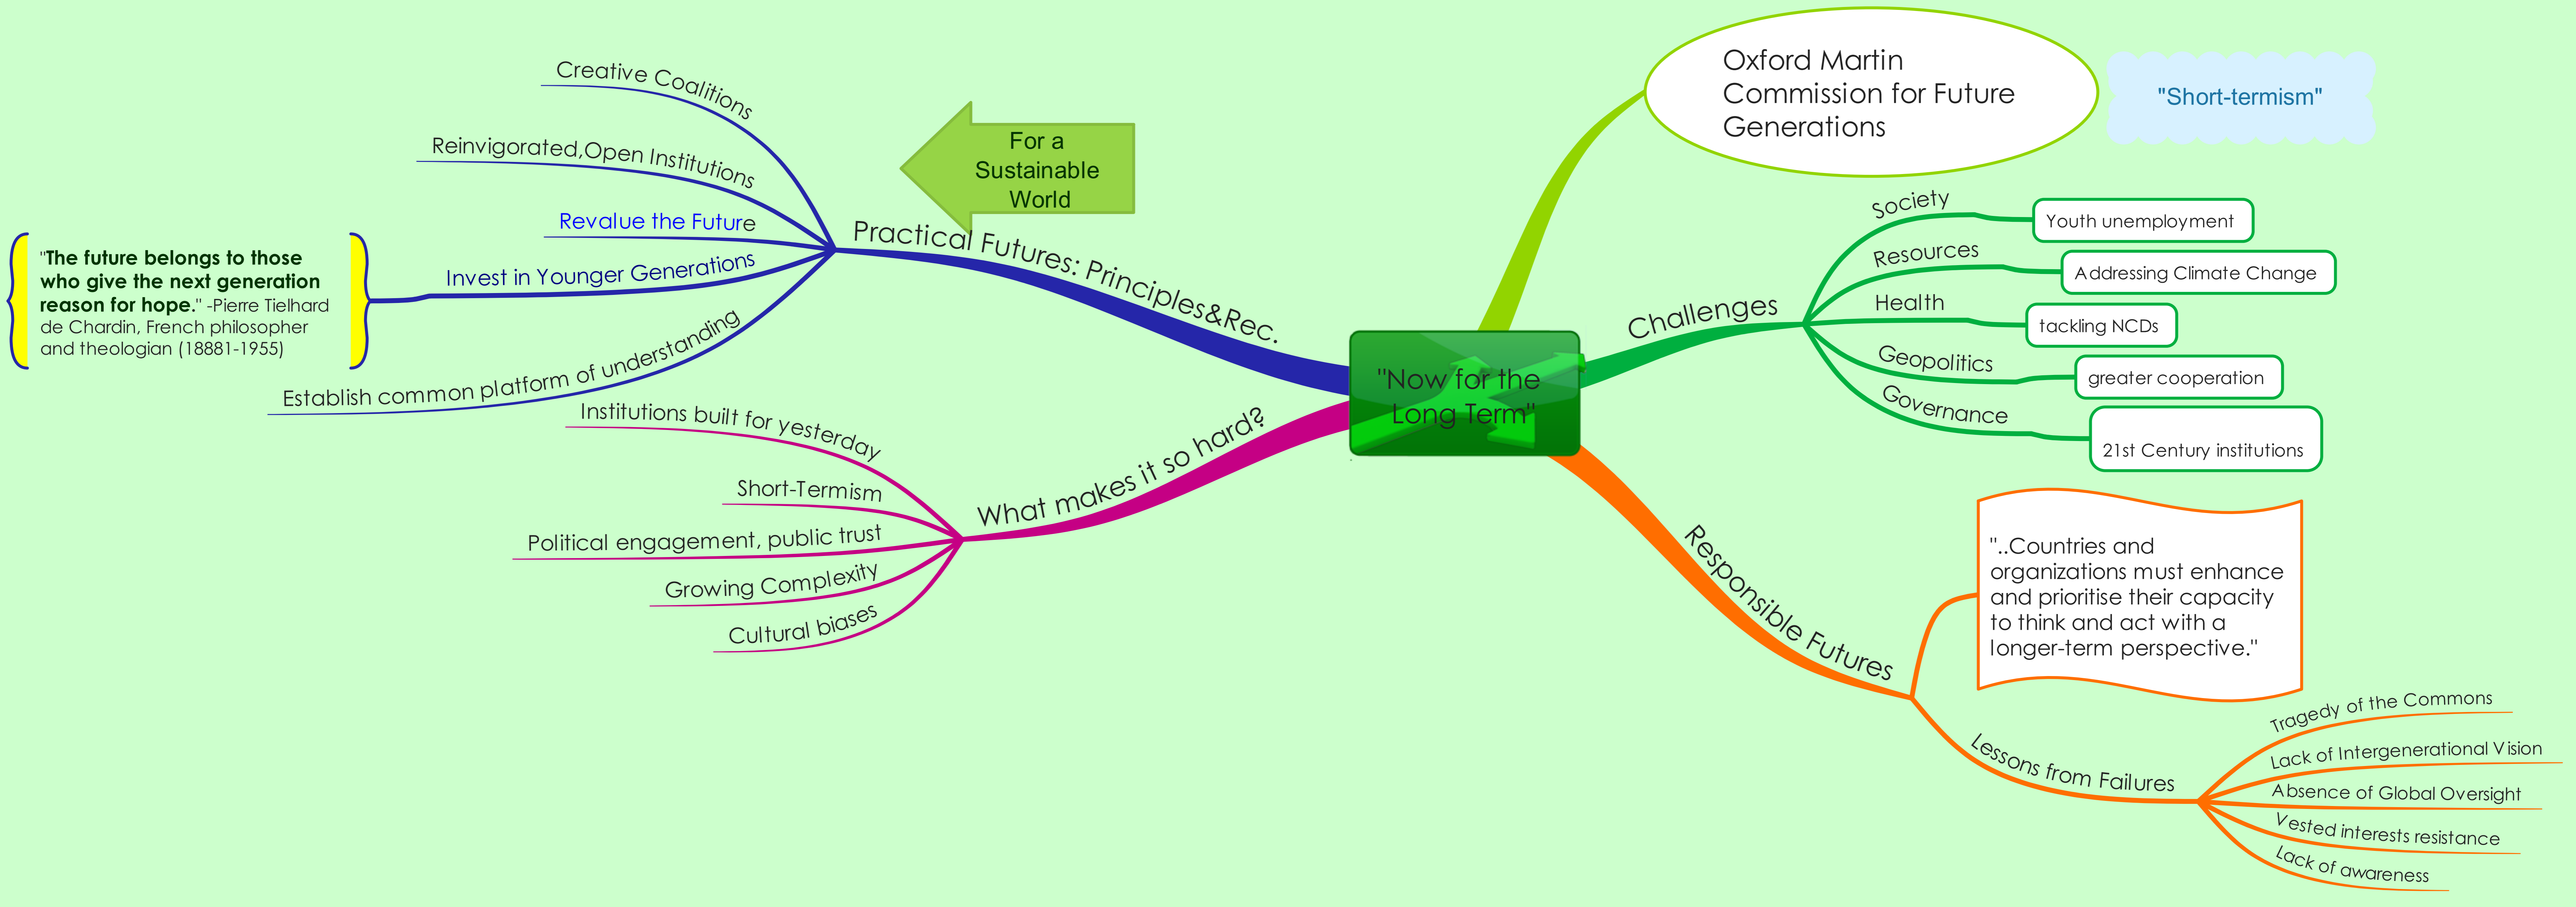 "Now for the
Long Term"
Oxford Martin
Commission for Future
Generations
"Short-termism"
Challenges
Society
Youth unemployment
Resources
Addressing Climate Change
Health
tackling NCDs
Geopolitics
greater cooperation
Governance
21st Century institutions
Responsible Futures
"..Countries and
organizations must enhance
and prioritise their capacity
to think and act with a
longer-term perspective."
Lessons from Failures
Tragedy of the Commons
Lack of Intergenerational Vision
Absence of Global Oversight
Vested interests resistance
Lack of awareness
For a
Sustainable
World
Practical Futures: Principles&Rec.
Creative Coalitions
Reinvigorated,Open Institutions
Revalue the Future
Invest in Younger Generations
"The future belongs to those
who give the next generation
reason for hope." -Pierre Tielhard
de Chardin, French philosopher
and theologian (18881-1955)
Establish common platform of understanding
What makes it so hard?
Institutions built for yesterday
Short-Termism
Political engagement, public trust
Growing Complexity
Cultural biases